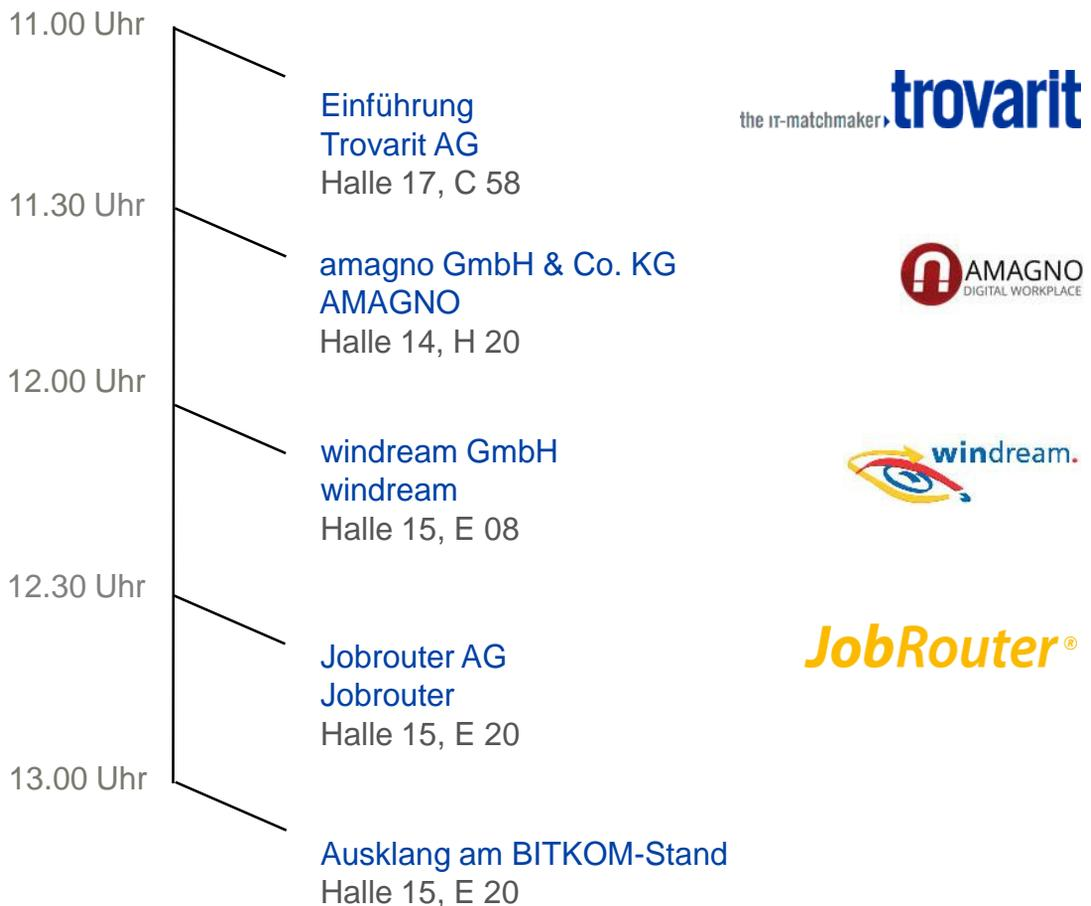 11.00 Uhr
Einführung
Trovarit AG
Halle 17, C 58
the IT-matchmaker trovarit
11.30 Uhr
amagno GmbH & Co. KG
AMAGNO
Halle 14, H 20
AMAGNO
DIGITAL WORKPLACE
12.00 Uhr
windream GmbH
windream
Halle 15, E 08
windream.
12.30 Uhr
Jobrouter AG
Jobrouter
Halle 15, E 20
JobRouter®
13.00 Uhr
Ausklang am BITKOM-Stand
Halle 15, E 20